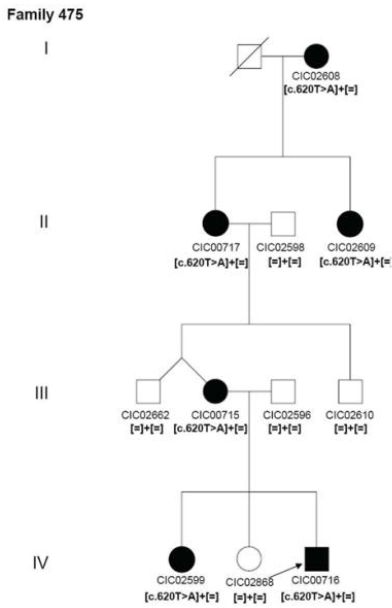 Family 475
I
CIC02608
[c.620T>A]+[=]
II
CIC00717 CIC02598 CIC02609
[c.620T>A]+[=] [=]+[=] [c.620T>A]+[=]
III
CIC02662 CIC00715 CIC02596 CIC02610
[=]+[=] [c.620T>A]+[=] [=]+[=] [=]+[=]
IV
CIC02599 CIC02868 CIC00716
[c.620T>A]+[=] [=]+[=] [c.620T>A]+[=]